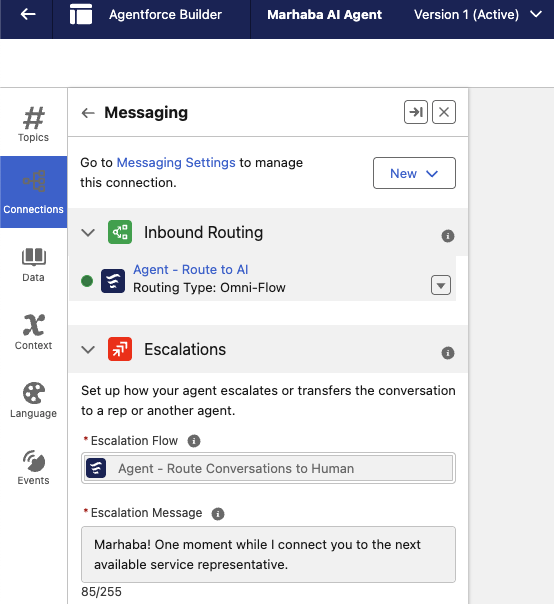 Agentforce Builder
Marhaba AI Agent
Version 1 (Active)
Topics
Connections
Data
Context
Language
Events
Messaging
Go to Messaging Settings to manage
this connection.
New
Inbound Routing
Agent - Route to AI
Routing Type: Omni-Flow
Escalations
Set up how your agent escalates or transfers the conversation
to a rep or another agent.
* Escalation Flow
Agent - Route Conversations to Human
* Escalation Message
Marhaba! One moment while I connect you to the next
available service representative.
85/255